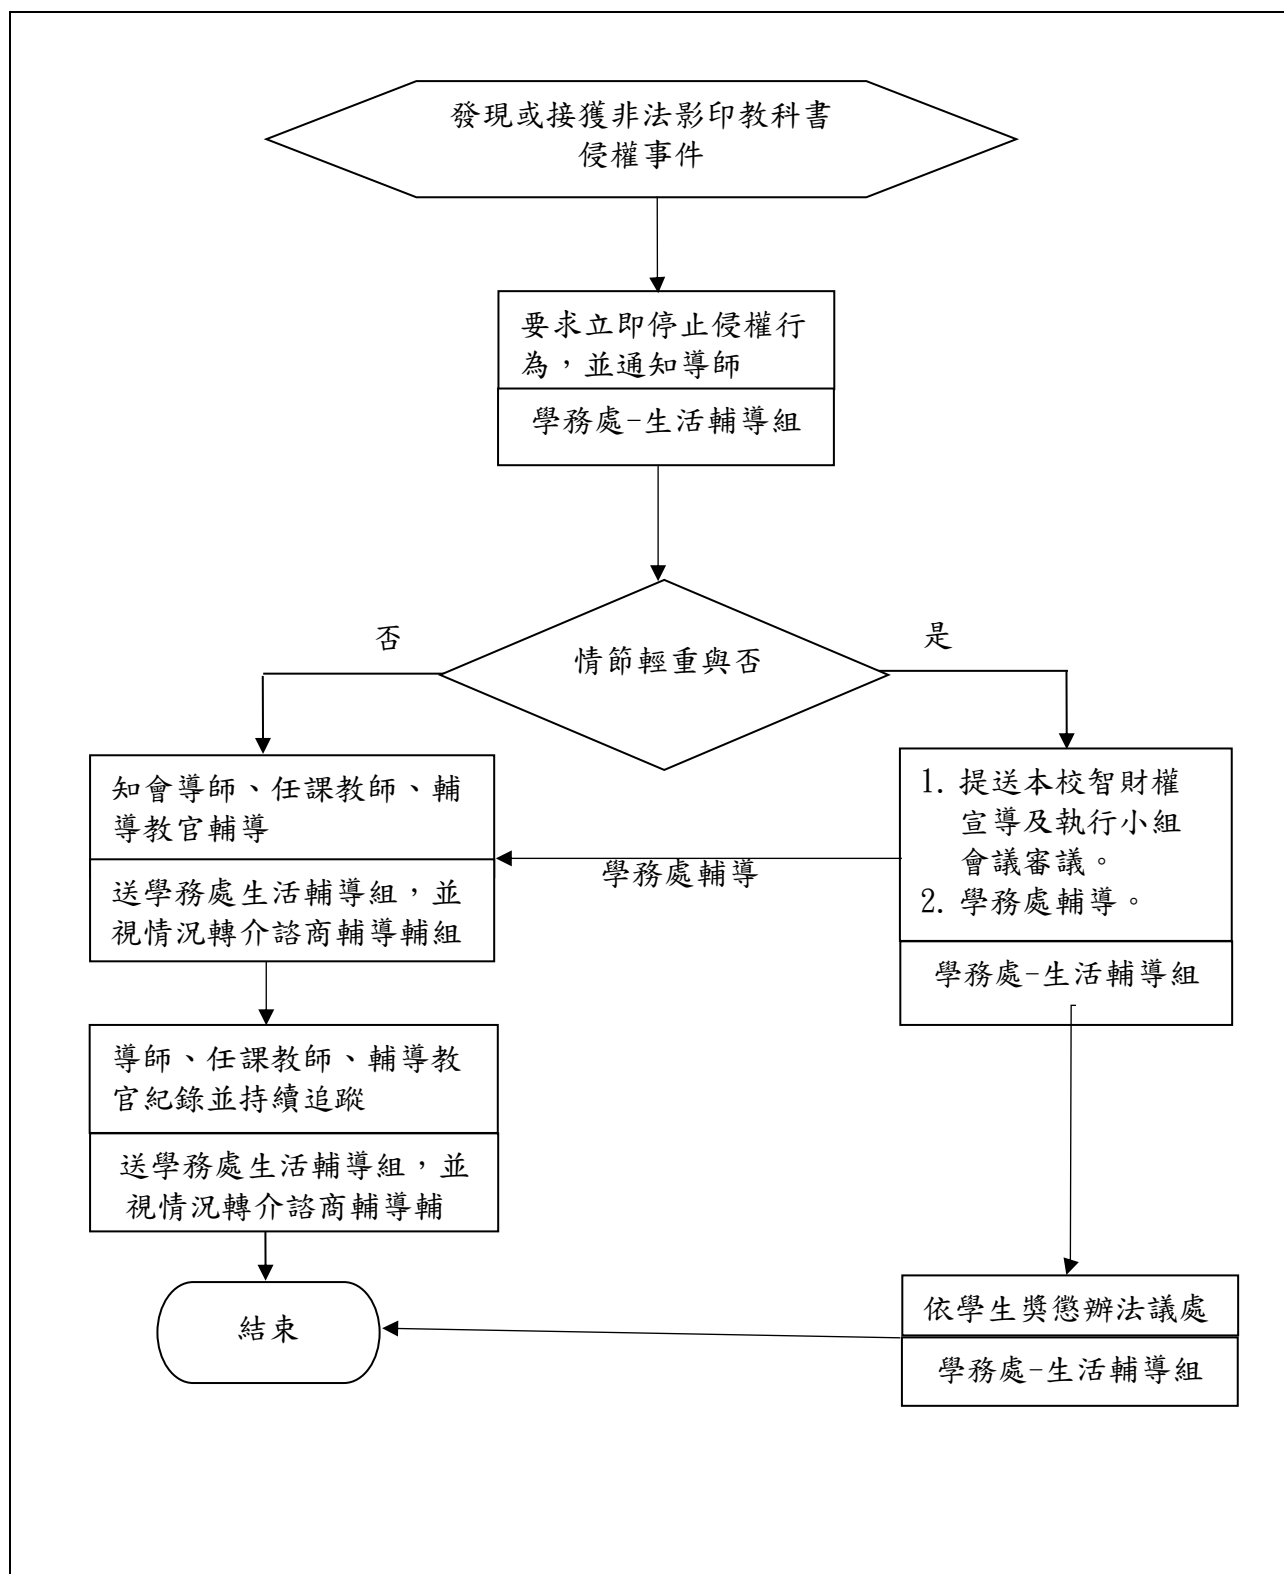 發現或接獲非法影印教科書
侵權事件
要求立即停止侵權行
為，並通知導師
學務處-生活輔導組
否
是
情節輕重與否
知會導師、任課教師、輔
導教官輔導
送學務處生活輔導組，並
視情況轉介諮商輔導輔組
學務處輔導
1. 提送本校智財權
宣導及執行小組
會議審議。
2. 學務處輔導。
學務處-生活輔導組
導師、任課教師、輔導教
官紀錄並持續追蹤
送學務處生活輔導組，並
視情況轉介諮商輔導輔
結束
依學生獎懲辦法議處
學務處-生活輔導組